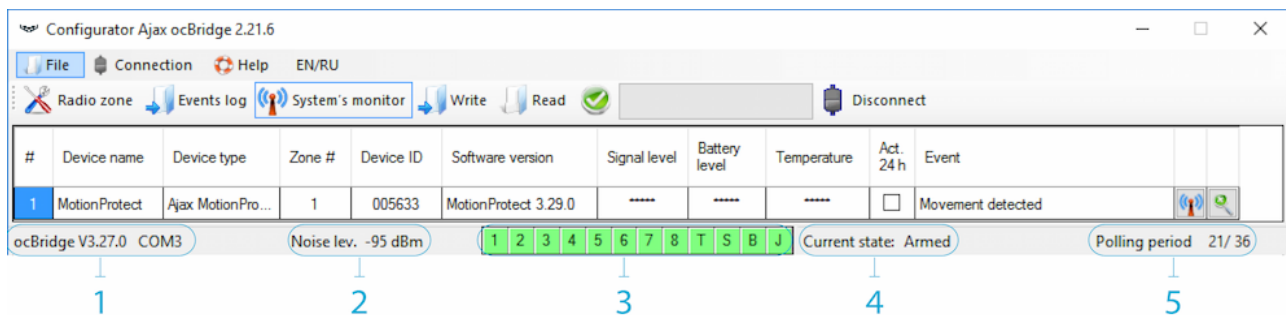 Configurator Ajax ocBridge 2.21.6
File Connection Help EN/RU
Radio zone Events log System's monitor Write Read Disconnect
# Device name Device type Zone # Device ID Software version Signal level Battery level Temperature Act. 24 h Event
1 MotionProtect Ajax MotionPro... 1 005633 MotionProtect 3.29.0 ***** ***** ***** Movement detected
ocBridge V3.27.0 COM3 Noise lev. -95 dBm 1 2 3 4 5 6 7 8 T S B J Current state: Armed Polling period 21/ 36
1 2 3 4 5